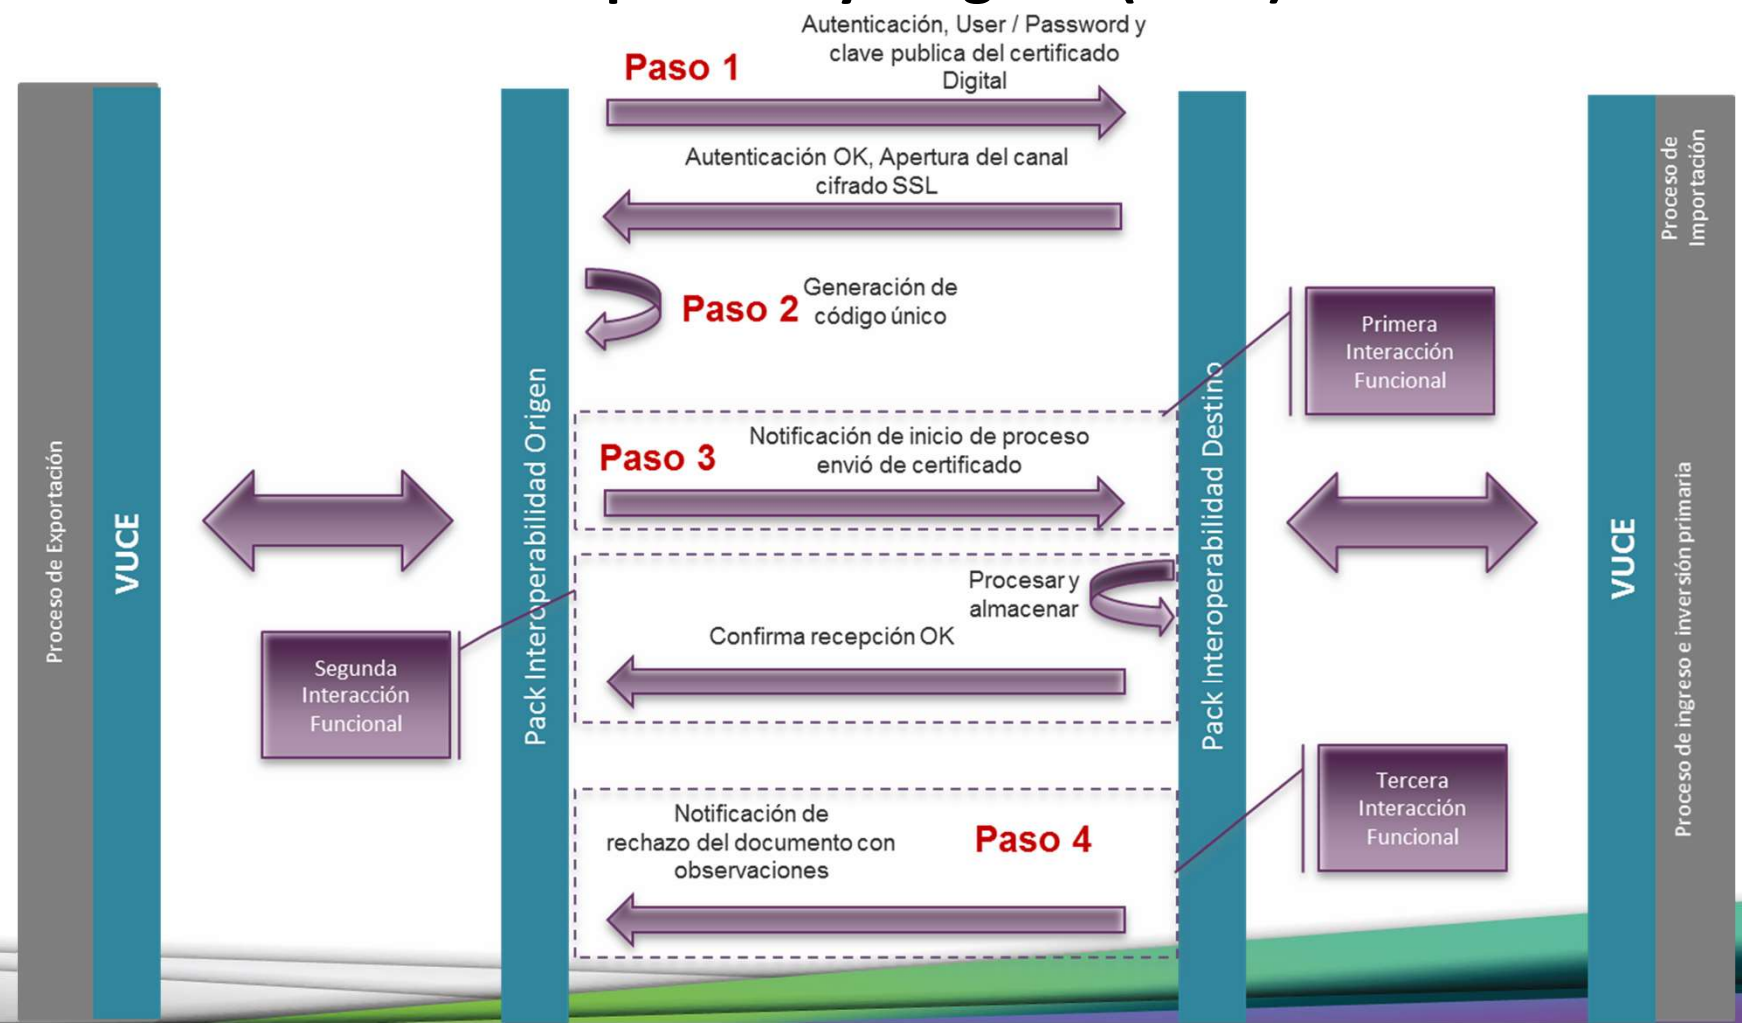 Autenticación, User / Password y
clave publica del certificado
Digital
Paso 1
Autenticación OK, Apertura del canal
cifrado SSL
Paso 2
Generación de
código único
Primera
Interacción
Funcional
Paso 3
Notificación de inicio de proceso
envió de certificado
Procesar y
almacenar
Confirma recepción OK
Segunda
Interacción
Funcional
Notificación de
rechazo del documento con
observaciones
Paso 4
Tercera
Interacción
Funcional
Proceso de Exportación
VUCE
Pack Interoperabilidad Origen
Pack Interoperabilidad Destino
VUCE
Proceso de
Importación
Proceso de ingreso e inversión primaria